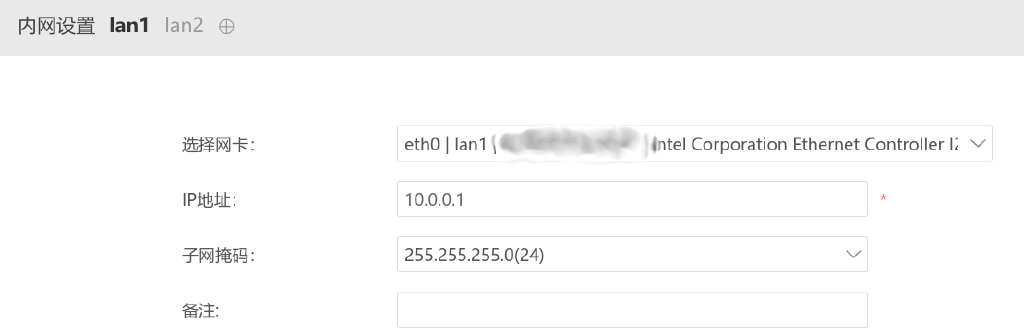 内网设置 lan1 lan2
选择网卡: eth0 | lan1 | Intel Corporation Ethernet Controller I2
IP地址: 10.0.0.1 *
子网掩码: 255.255.255.0(24)
备注: